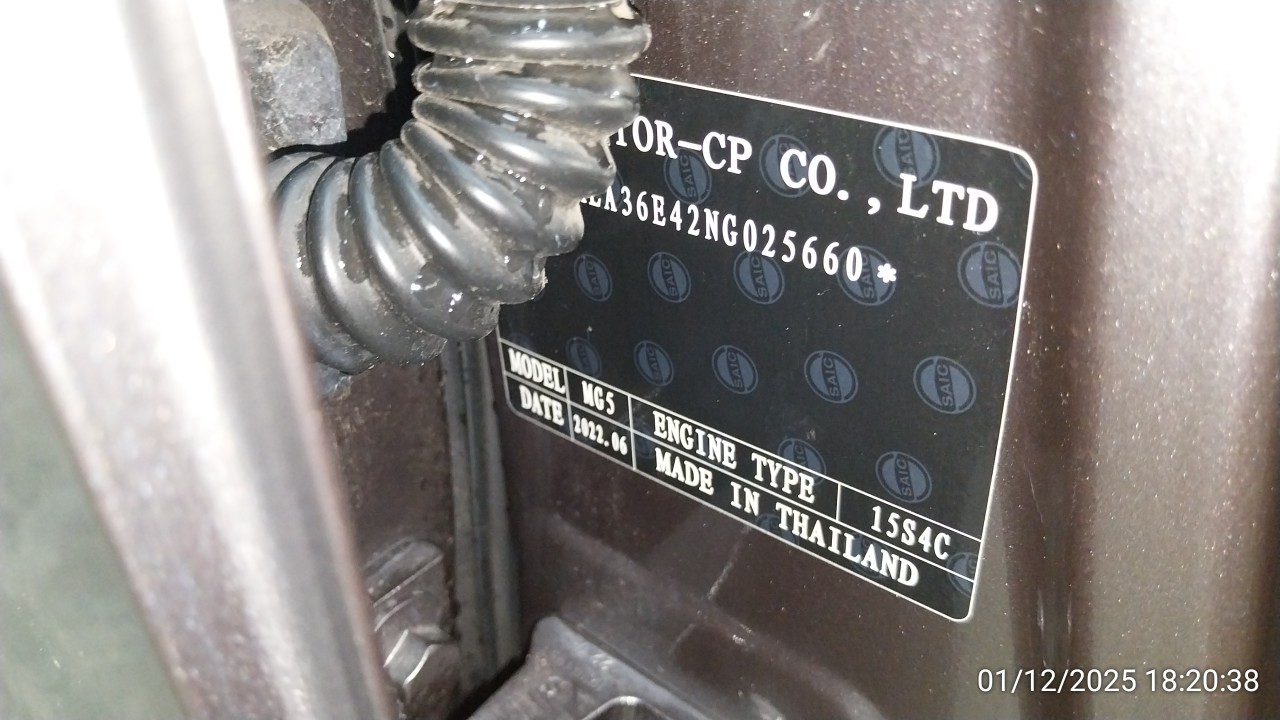 TOR-CP CO.,LTD
A36E42NG025660*
MODEL MG5 ENGINE TYPE 15S4C
DATE 2022.06 MADE IN THAILAND
SAIC
01/12/2025 18:20:38